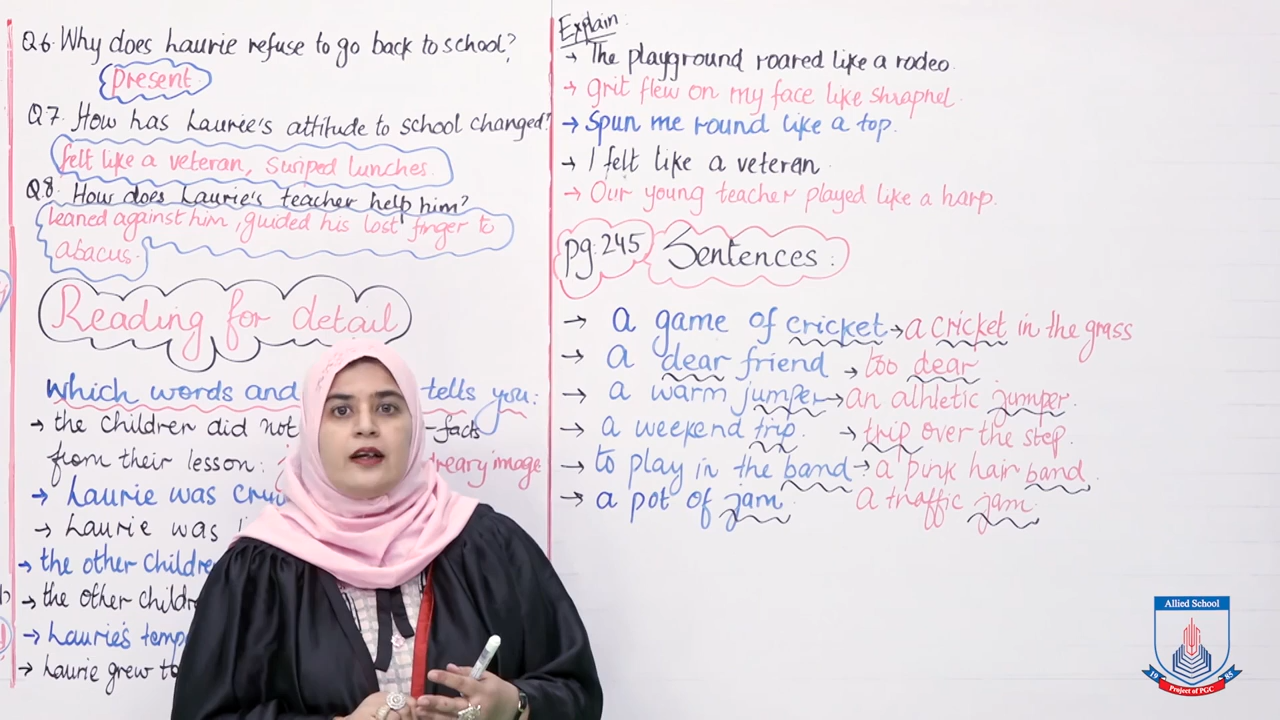 Q6. Why does Laurie refuse to go back to school?
present.
Q7. How has Laurie's attitude to school changed?
felt like a veteran, swiped lunches.
Q8. How does Laurie's teacher help him?
leaned against him, guided his lost finger to
abacus.
Reading for detail
which words and tells you:
→ the children did not -facts
from their lesson: dreary image
→ Laurie was
→ Laurie was
→ the other
→ the other
→ Laurie's
→ Laurie grew
Explain:
→ The playground roared like a rodeo.
→ grit flew on my face like shrapnel.
→ Spun me round like a top.
→ I felt like a veteran.
→ Our young teacher played like a harp.
pg. 245 Sentences:
→ a game of cricket → a cricket in the grass
→ a dear friend → too dear
→ a warm jumper → an athletic jumper.
→ a weekend trip. → trip over the step.
→ to play in the band → a pink hair band.
→ a pot of jam a traffic jam.
Allied School
19 85
Project of PGC